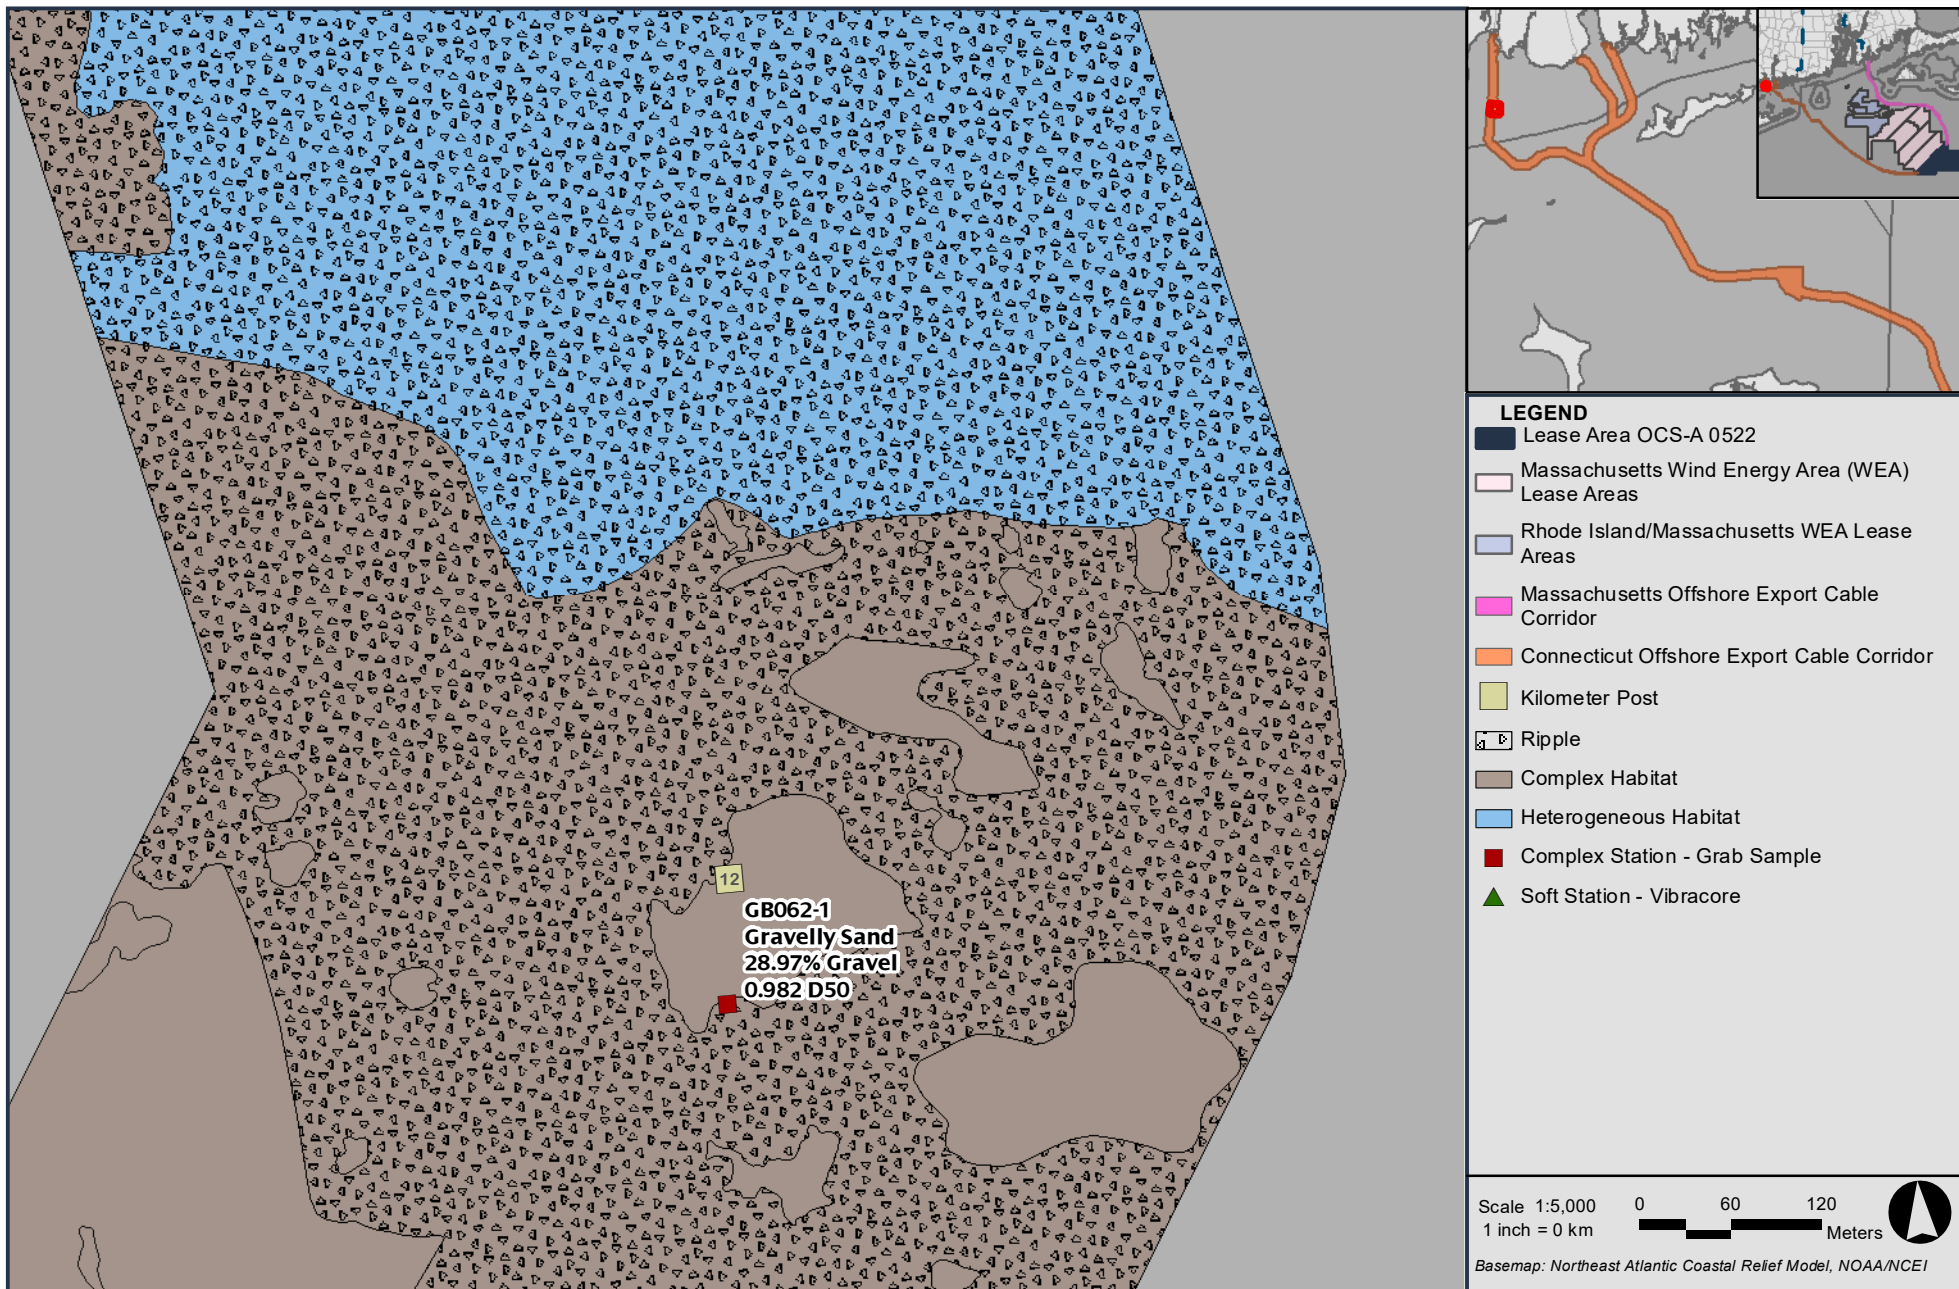 12
GB062-1
Gravelly Sand
28.97% Gravel
0.982 D50
LEGEND
Lease Area OCS-A 0522
Massachusetts Wind Energy Area (WEA)
Lease Areas
Rhode Island/Massachusetts WEA Lease
Areas
Massachusetts Offshore Export Cable
Corridor
Connecticut Offshore Export Cable Corridor
Kilometer Post
Ripple
Complex Habitat
Heterogeneous Habitat
Complex Station - Grab Sample
Soft Station - Vibracore
Scale 1:5,000
1 inch = 0 km
0 60 120
Meters
Basemap: Northeast Atlantic Coastal Relief Model, NOAA/NCEI